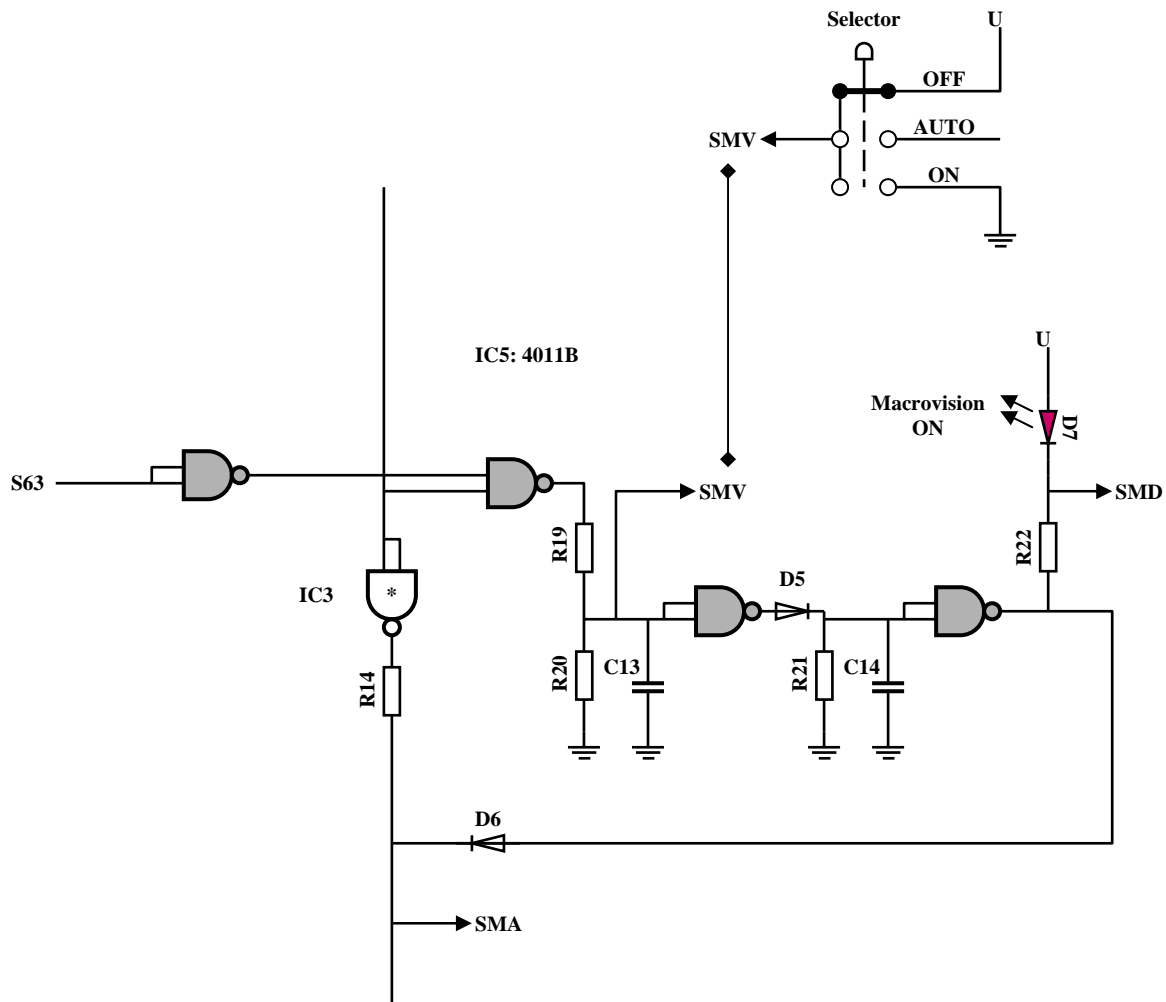 Selector
U
OFF
SMV
AUTO
ON
IC5: 4011B
U
Macrovision
ON
D7
S63
SMV
SMD
R19
R22
IC3
*
D5
R14
R20
C13
R21
C14
D6
SMA